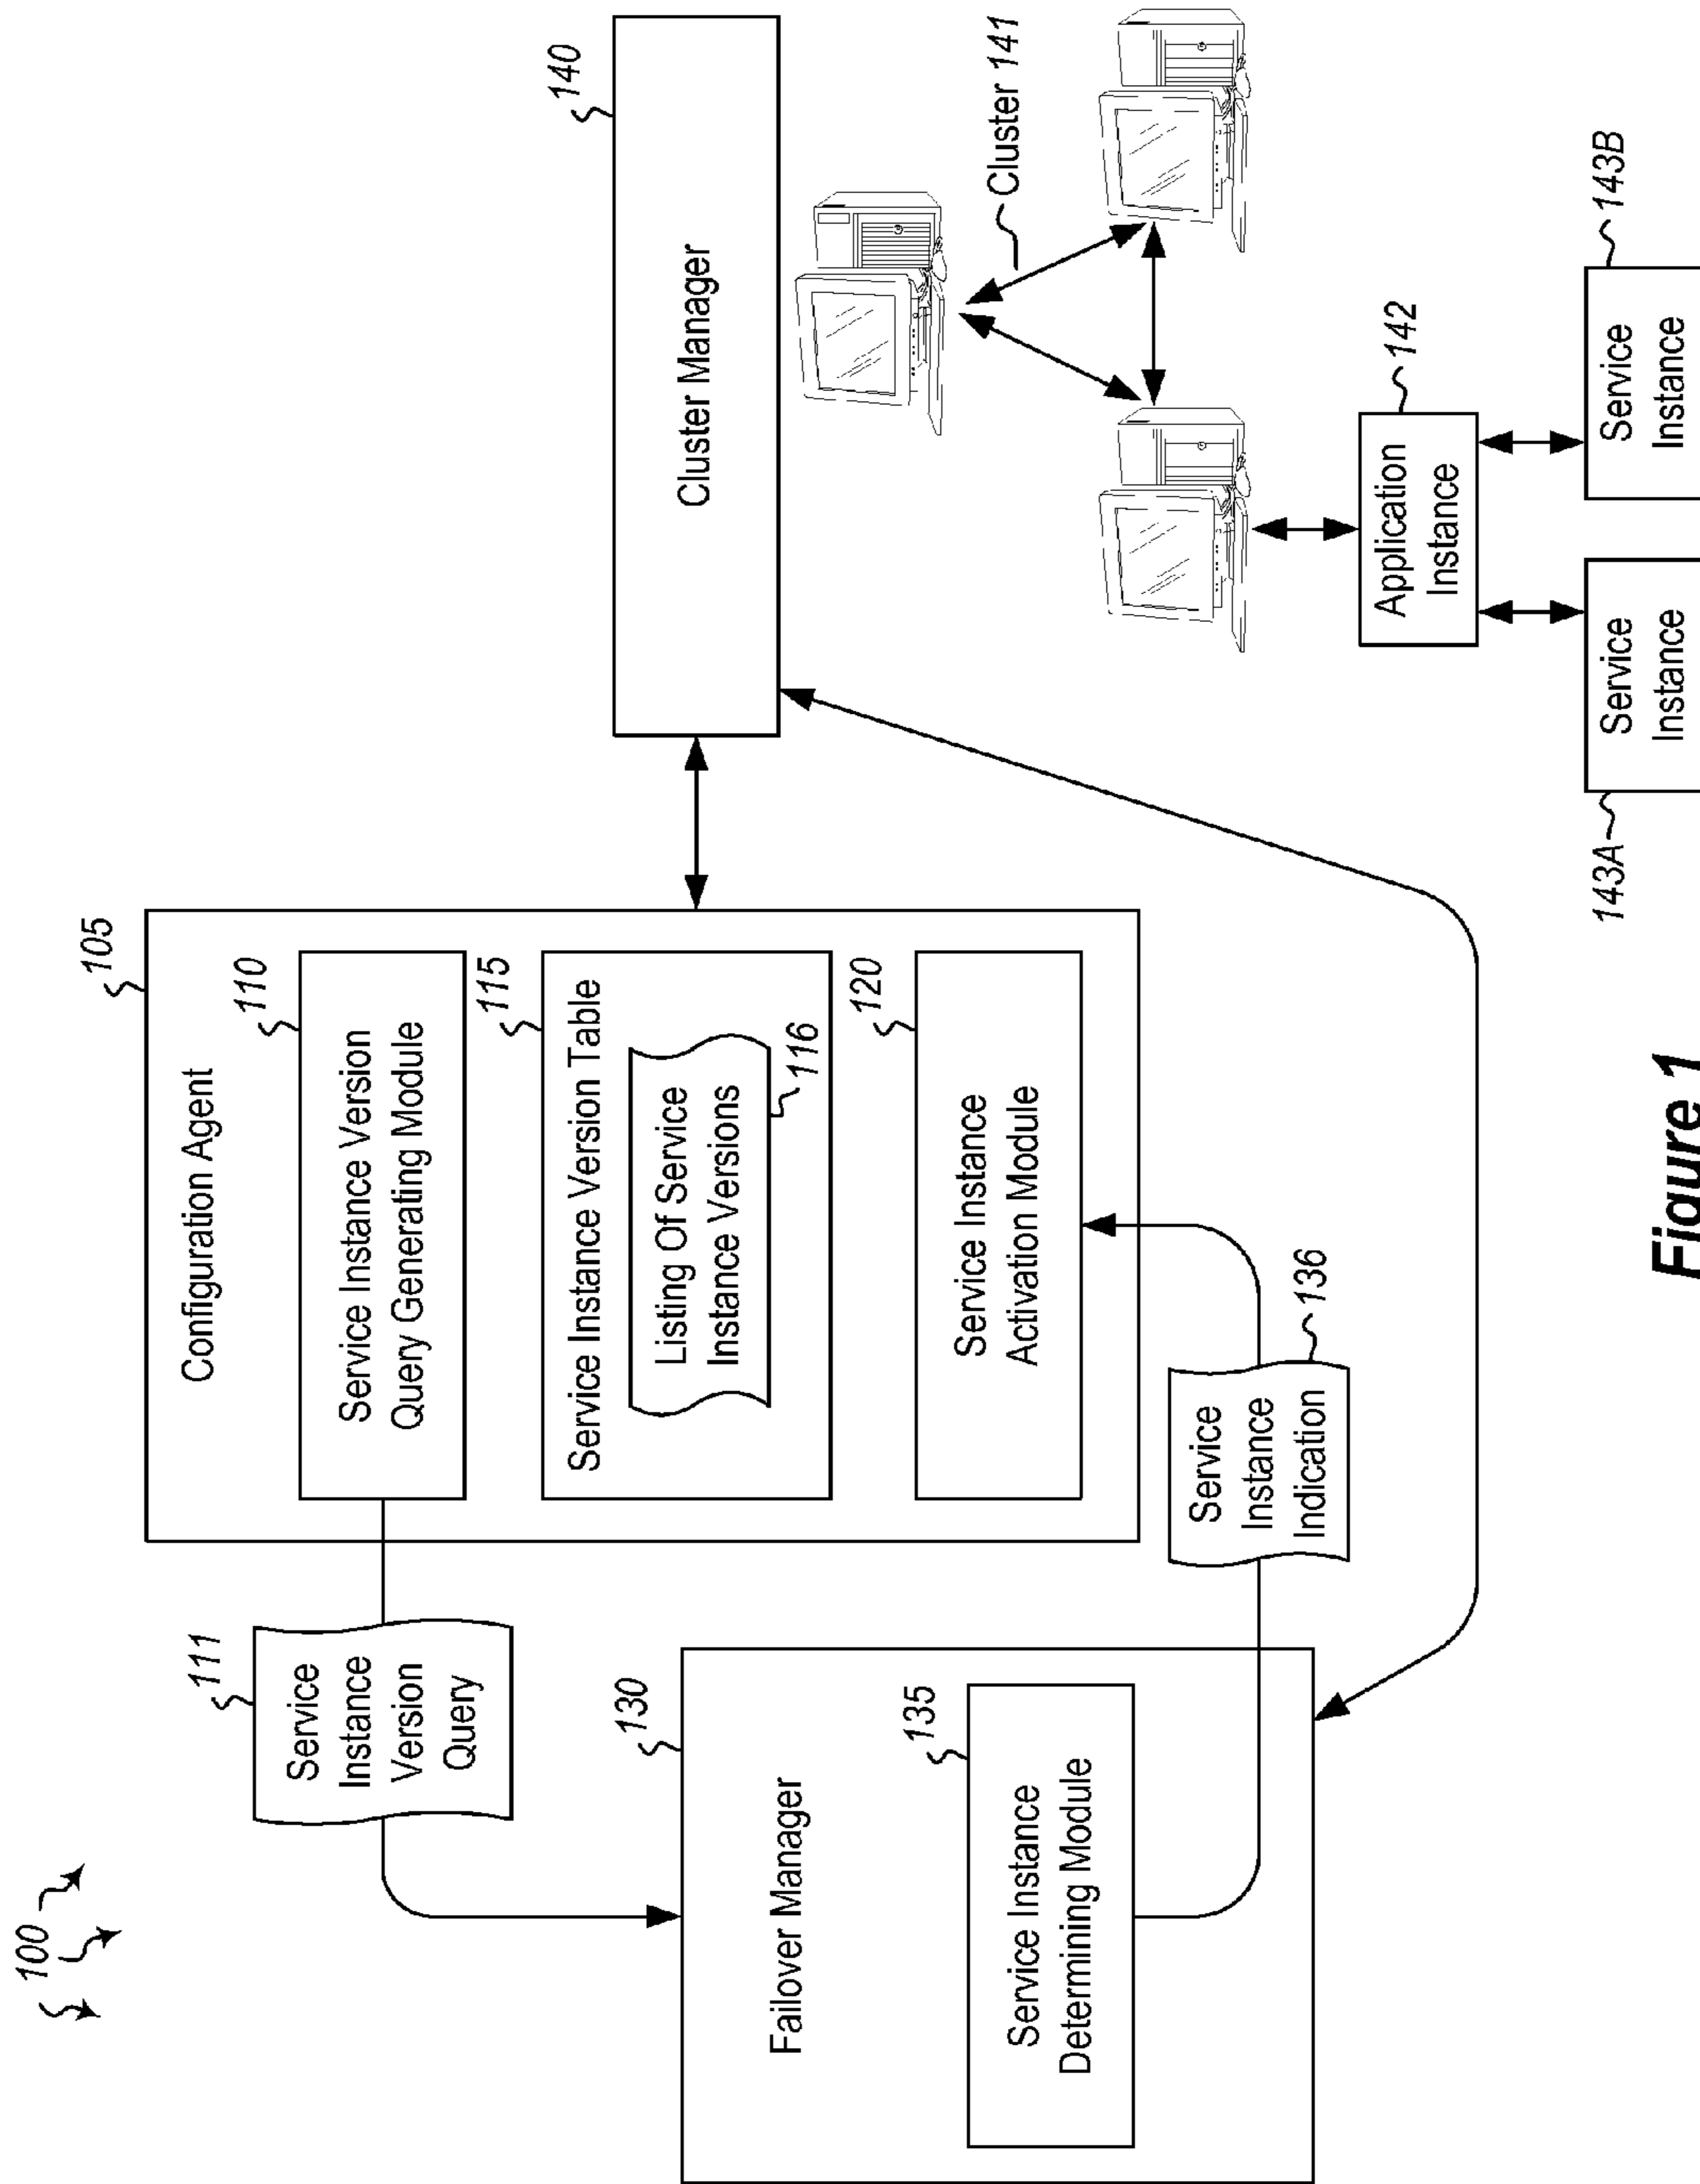 100
111
Service
Instance
Version
Query
105
Configuration Agent
110
Service Instance Version
Query Generating Module
115
Service Instance Version Table
Listing Of Service
Instance Versions
116
120
Service Instance
Activation Module
130
Failover Manager
135
Service Instance
Determining Module
Service
Instance
Indication
136
140
Cluster Manager
Cluster 141
Application
Instance
142
143A
Service
Instance
Service
Instance
143B
Figure 1